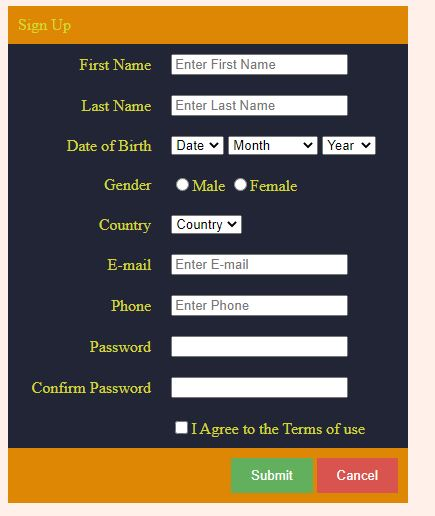 Sign Up
First Name Enter First Name
Last Name Enter Last Name
Date of Birth Date Month Year
Gender Male Female
Country Country
E-mail Enter E-mail
Phone Enter Phone
Password
Confirm Password
I Agree to the Terms of use
Submit Cancel